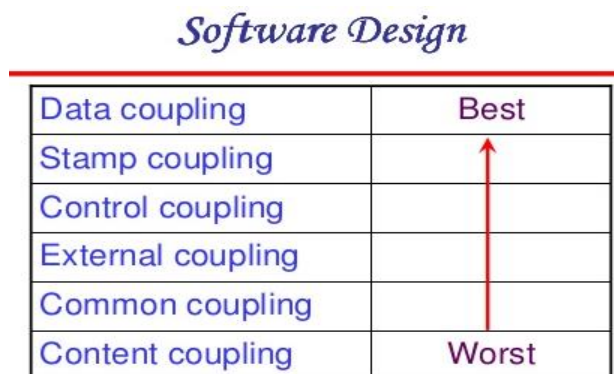 Software Design
Data coupling Best
Stamp coupling
Control coupling
External coupling
Common coupling
Content coupling Worst